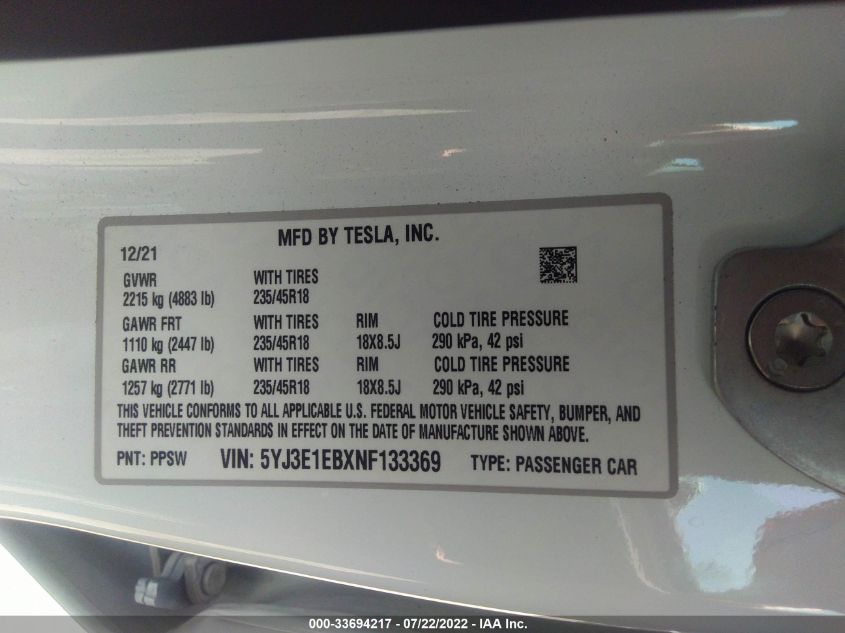 MFD BY TESLA, INC.
12/21
GVWR WITH TIRES
2215 kg (4883 lb) 235/45R18
GAWR FRT WITH TIRES RIM COLD TIRE PRESSURE
1110 kg (2447 lb) 235/45R18 18X8.5J 290 kPa, 42 psi
GAWR RR WITH TIRES RIM COLD TIRE PRESSURE
1257 kg (2771 lb) 235/45R18 18X8.5J 290 kPa, 42 psi
THIS VEHICLE CONFORMS TO ALL APPLICABLE U.S. FEDERAL MOTOR VEHICLE SAFETY, BUMPER, AND
THEFT PREVENTION STANDARDS IN EFFECT ON THE DATE OF MANUFACTURE SHOWN ABOVE.
PNT: PPSW VIN: 5YJ3E1EBXNF133369 TYPE: PASSENGER CAR
000-33694217 - 07/22/2022 - IAA Inc.